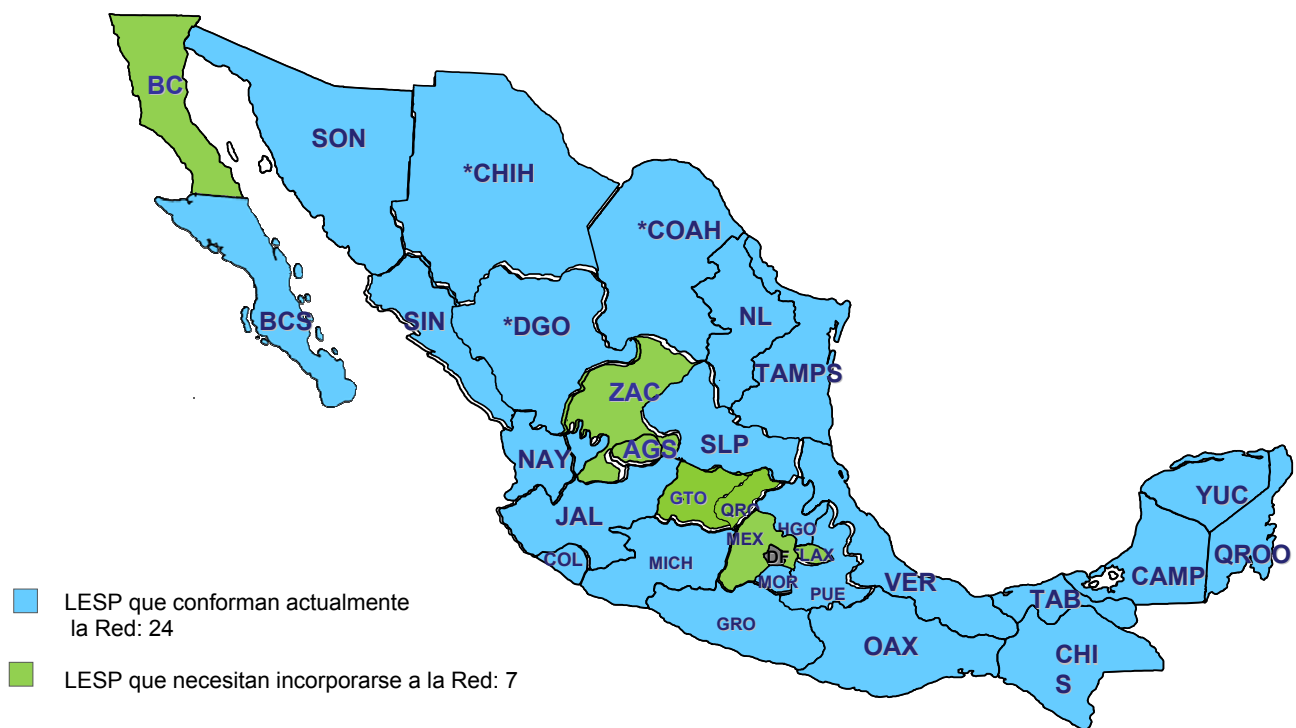 BC
SON
*CHIH
*COAH
BCS
SIN
*DGO
NL
TAMPS
ZAC
NAY
AGS
SLP
JAL
GTO
QRO
HGO
MEX
DF
LAX
COL
MICH
MOR
PUE
VER
GRO
OAX
TAB
CHI
S
CAMP
YUC
QROO
LESP que conforman actualmente
la Red: 24
LESP que necesitan incorporarse a la Red: 7